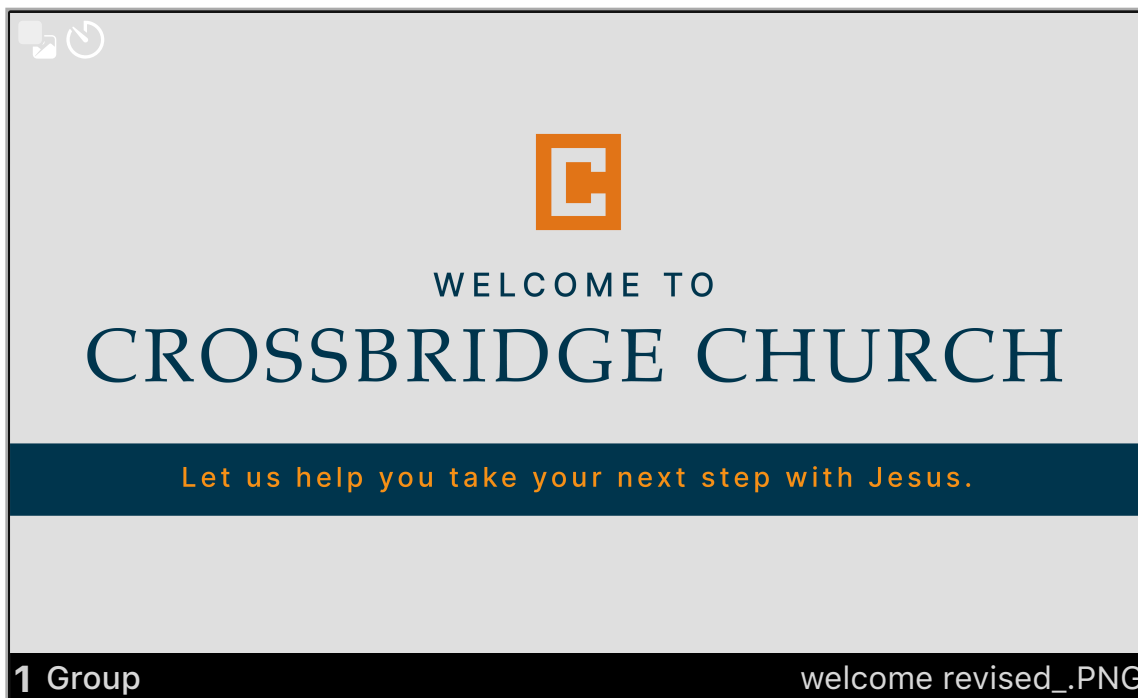 C
WELCOME TO
CROSSBRIDGE CHURCH
Let us help you take your next step with Jesus.
1 Group welcome revised_.PNG